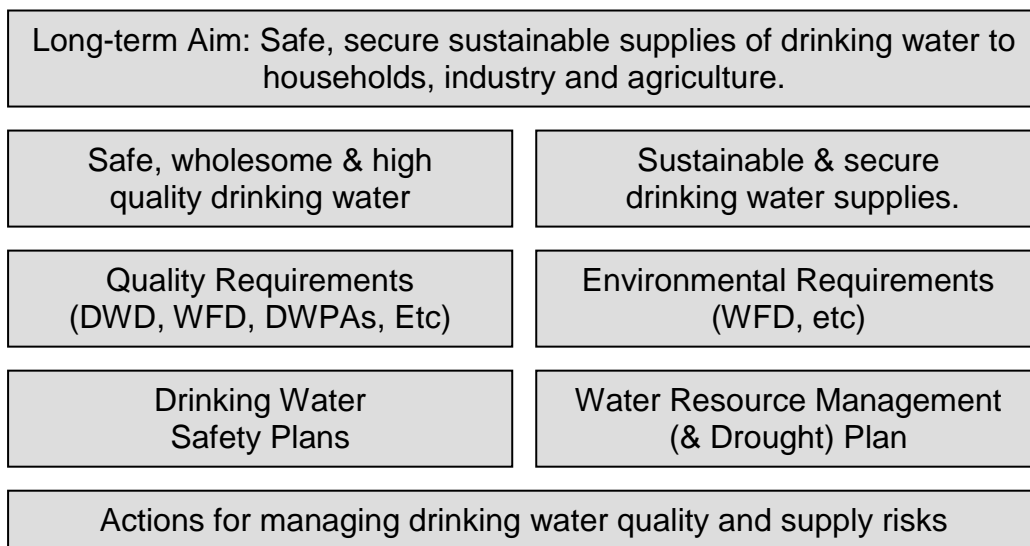 Long-term Aim: Safe, secure sustainable supplies of drinking water to
households, industry and agriculture.
Safe, wholesome & high
quality drinking water
Sustainable & secure
drinking water supplies.
Quality Requirements
(DWD, WFD, DWPAs, Etc)
Environmental Requirements
(WFD, etc)
Drinking Water
Safety Plans
Water Resource Management
(& Drought) Plan
Actions for managing drinking water quality and supply risks